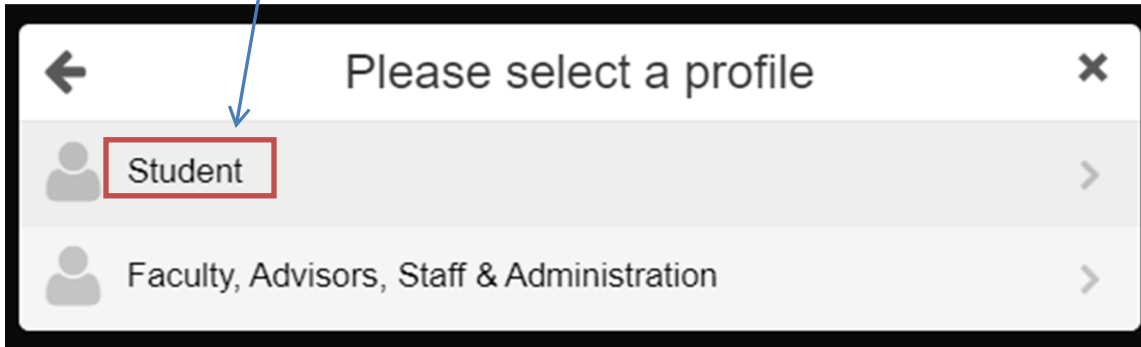 Please select a profile
Student
Faculty, Advisors, Staff & Administration